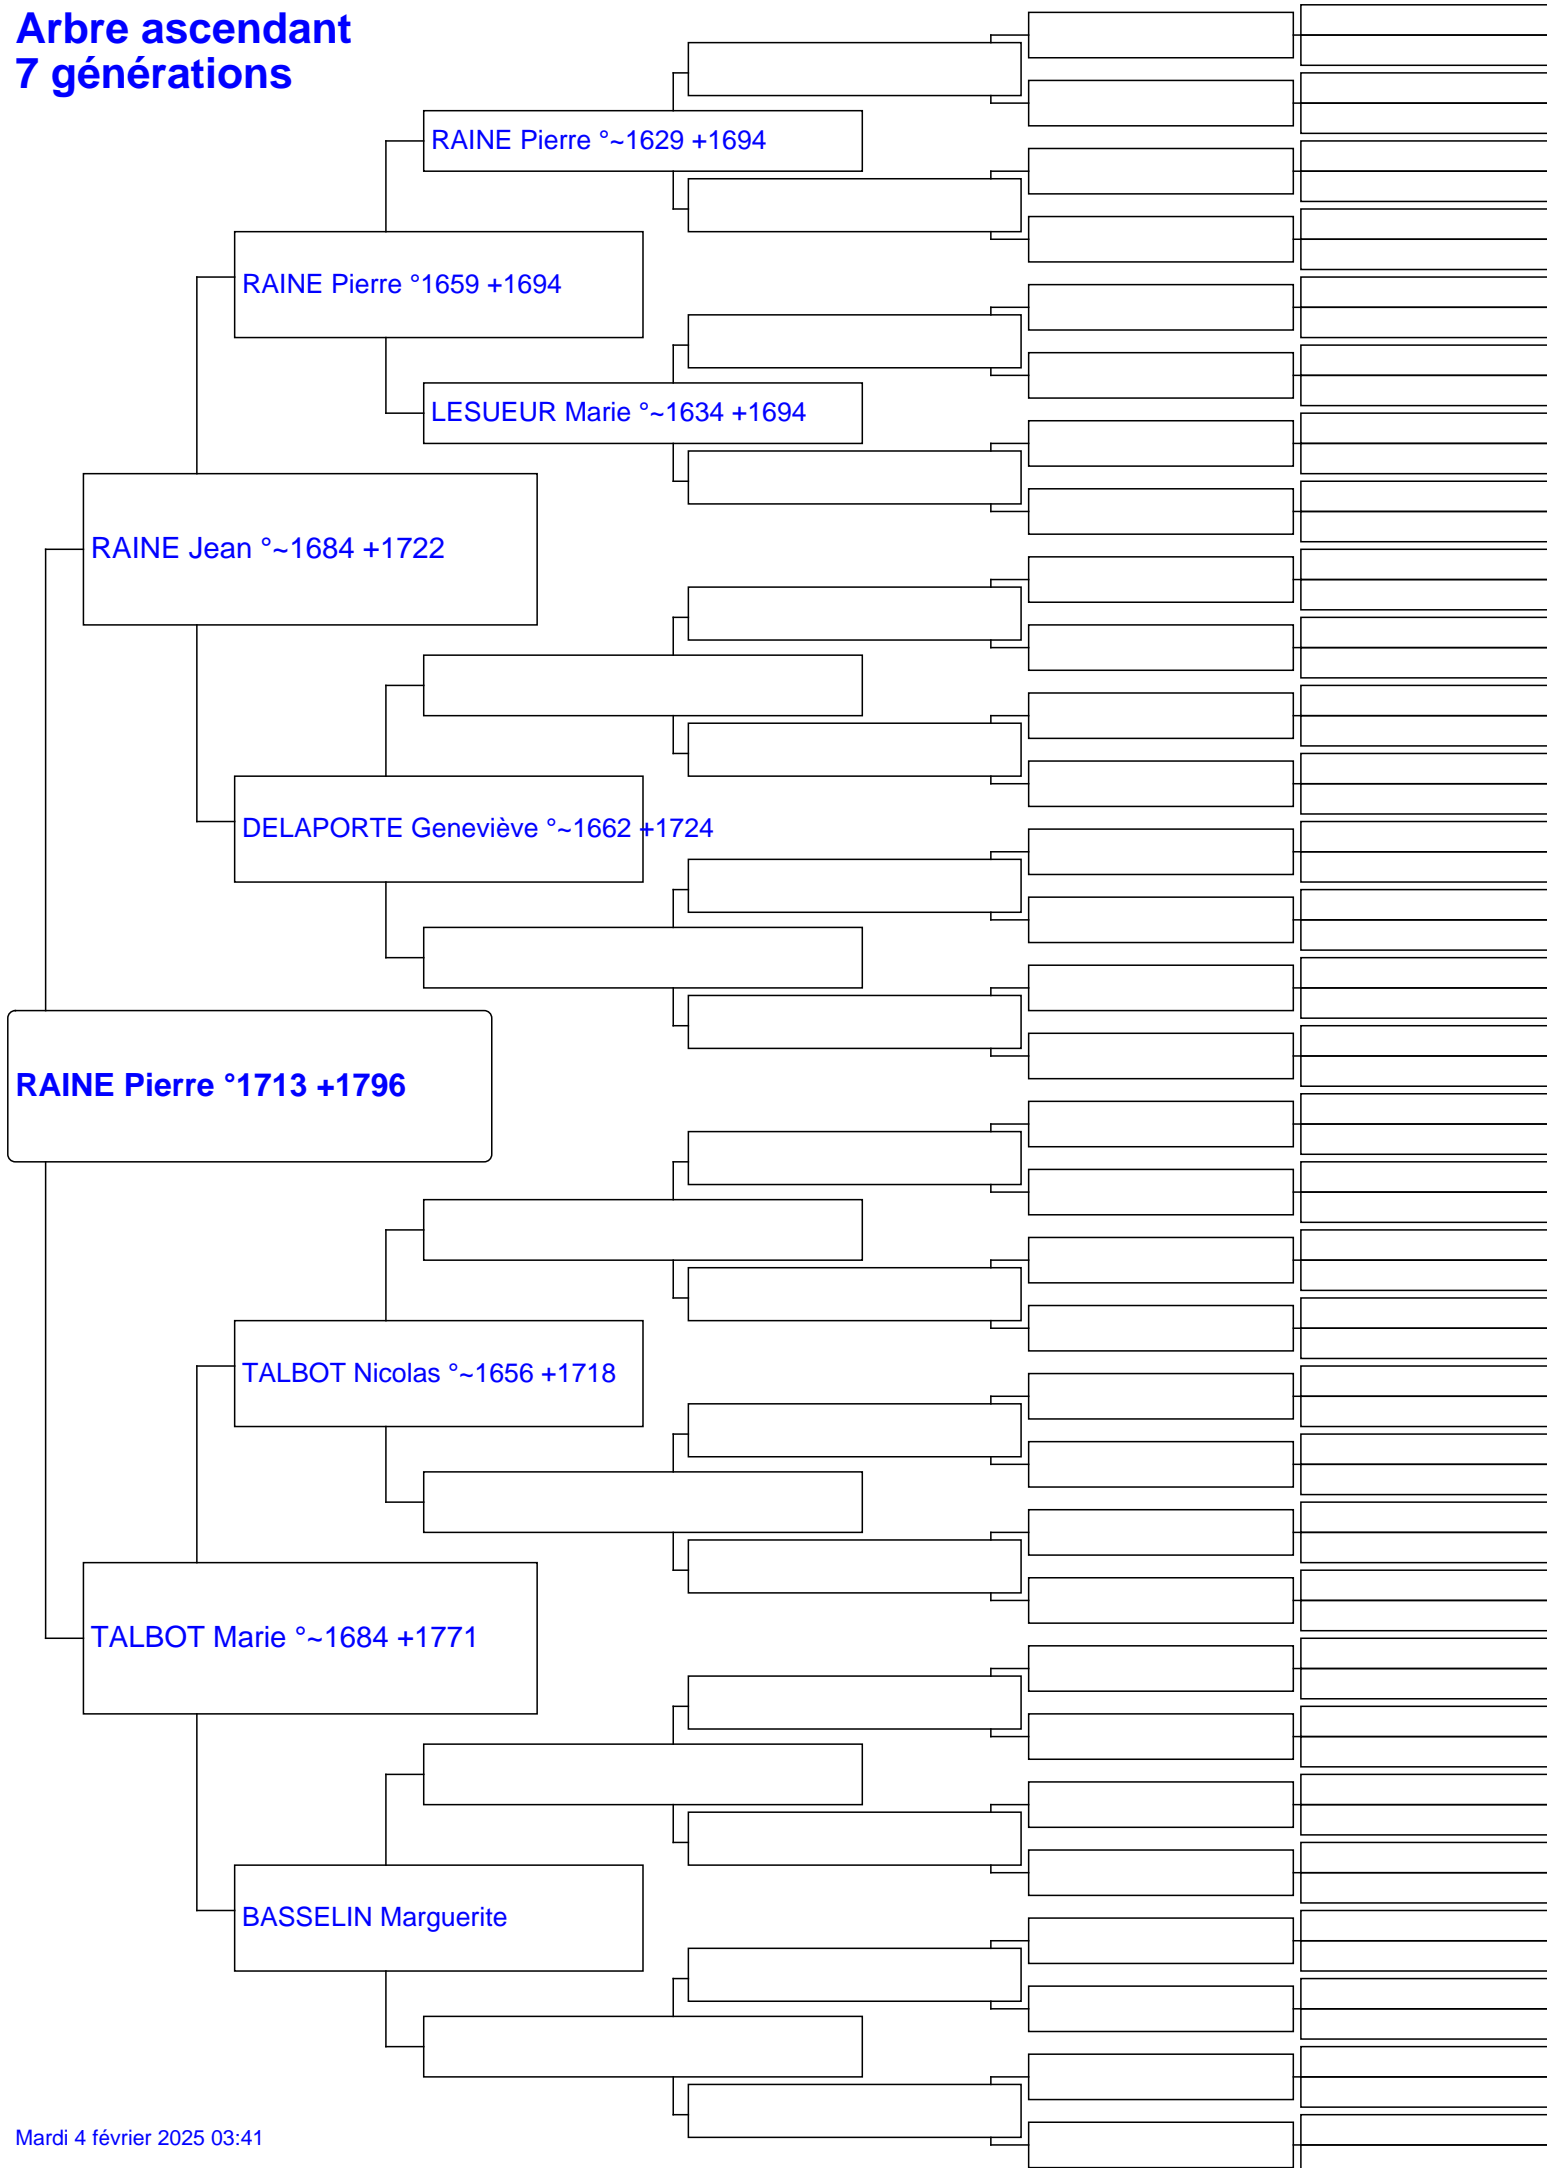 Arbre ascendant
7 générations
RAINE Pierre °~1629 +1694
RAINE Pierre °1659 +1694
LESUEUR Marie °~1634 +1694
RAINE Jean °~1684 +1722
DELAPORTE Geneviève °~1662 +1724
RAINE Pierre °1713 +1796
TALBOT Nicolas °~1656 +1718
TALBOT Marie °~1684 +1771
BASSELIN Marguerite
Mardi 4 février 2025 03:41